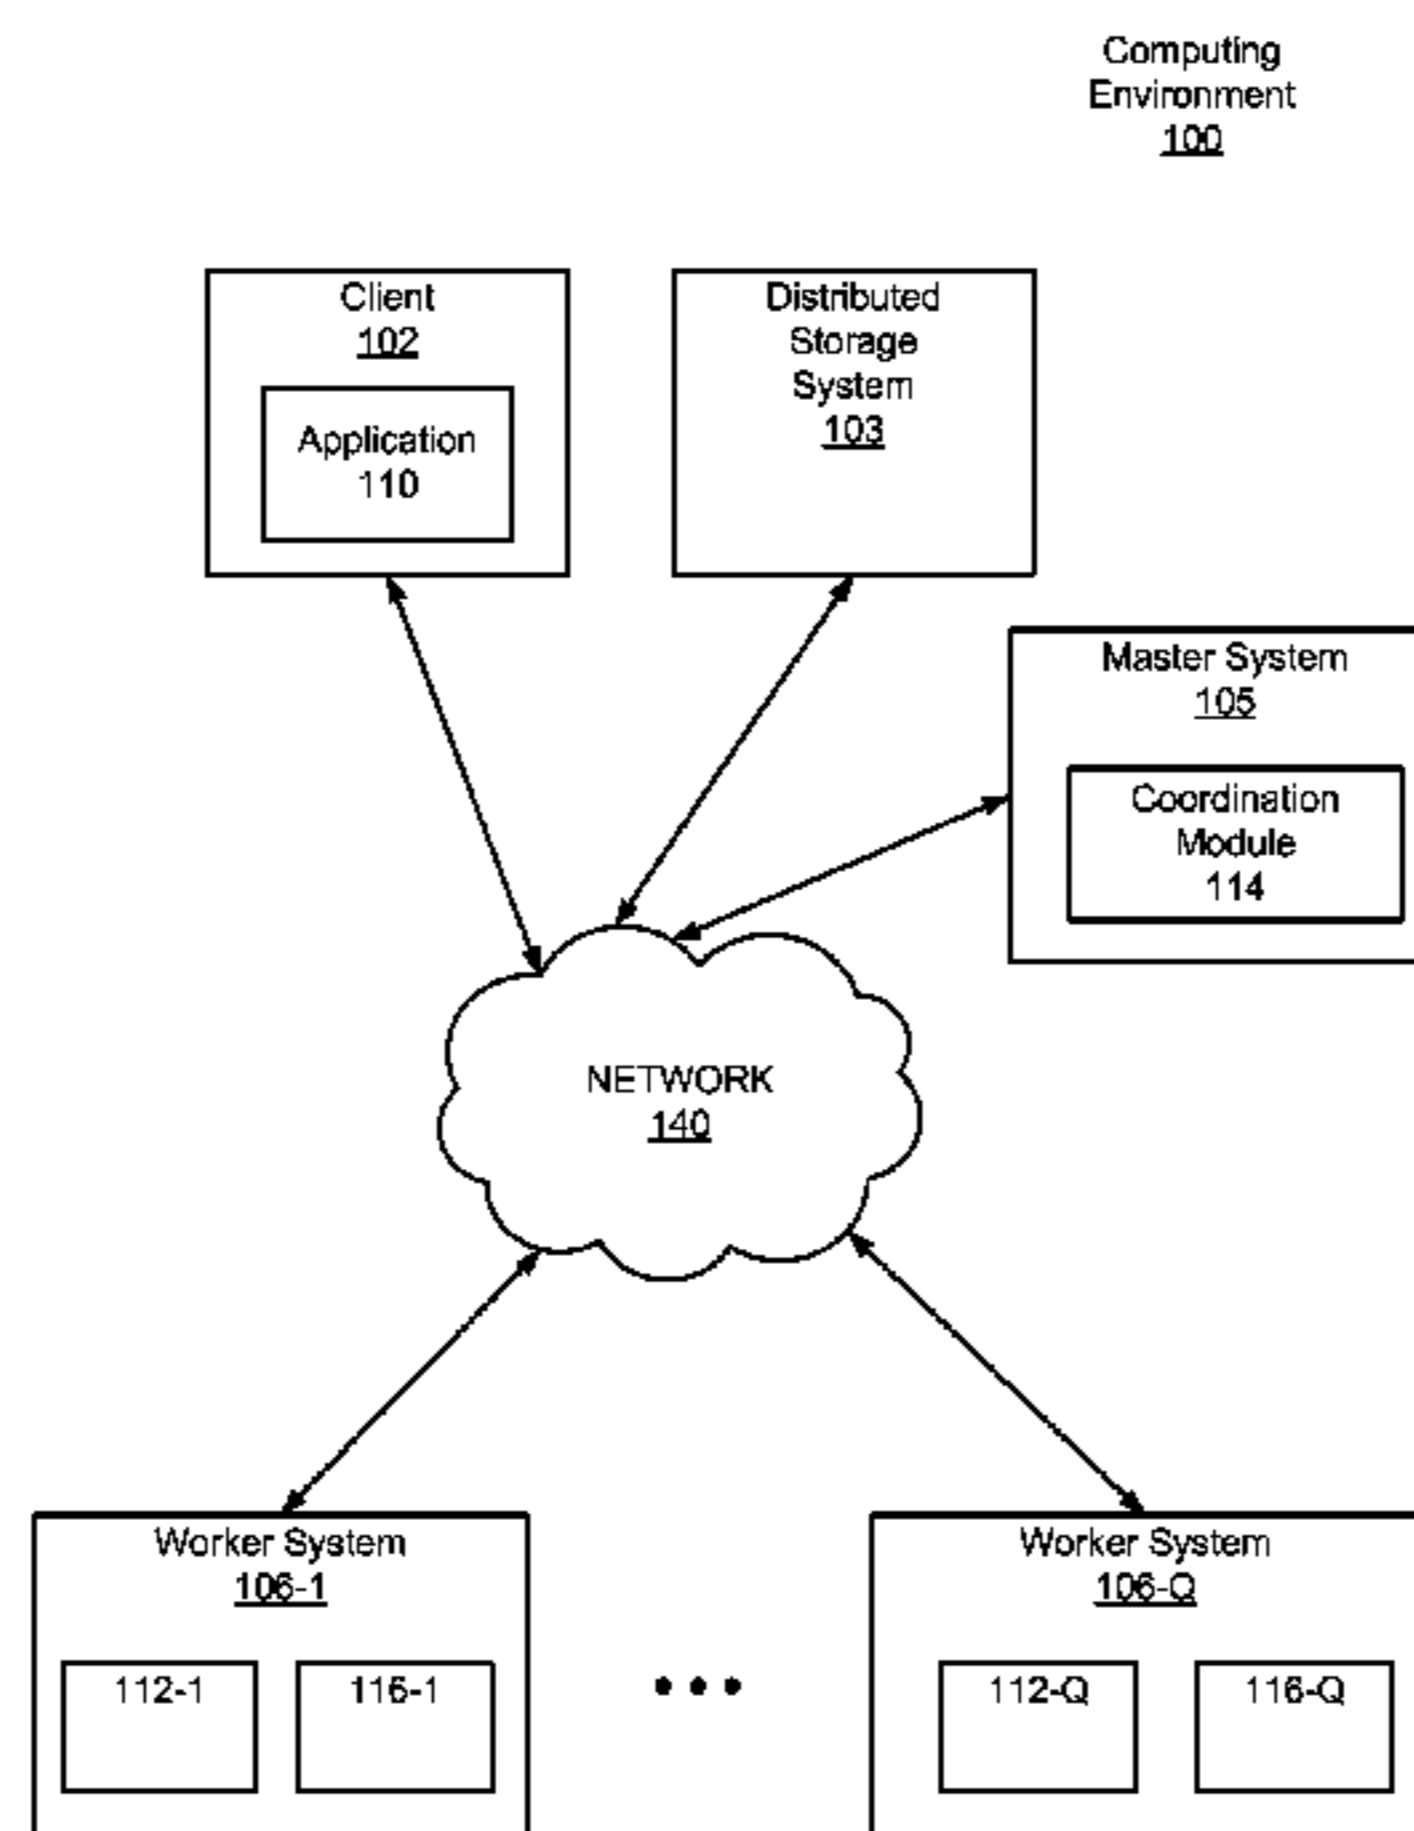 Computing
Environment
100
Client
102
Application
110
Distributed
Storage
System
103
Master System
105
Coordination
Module
114
NETWORK
140
Worker System
106-1
112-1
116-1
Worker System
106-Q
112-Q
116-Q